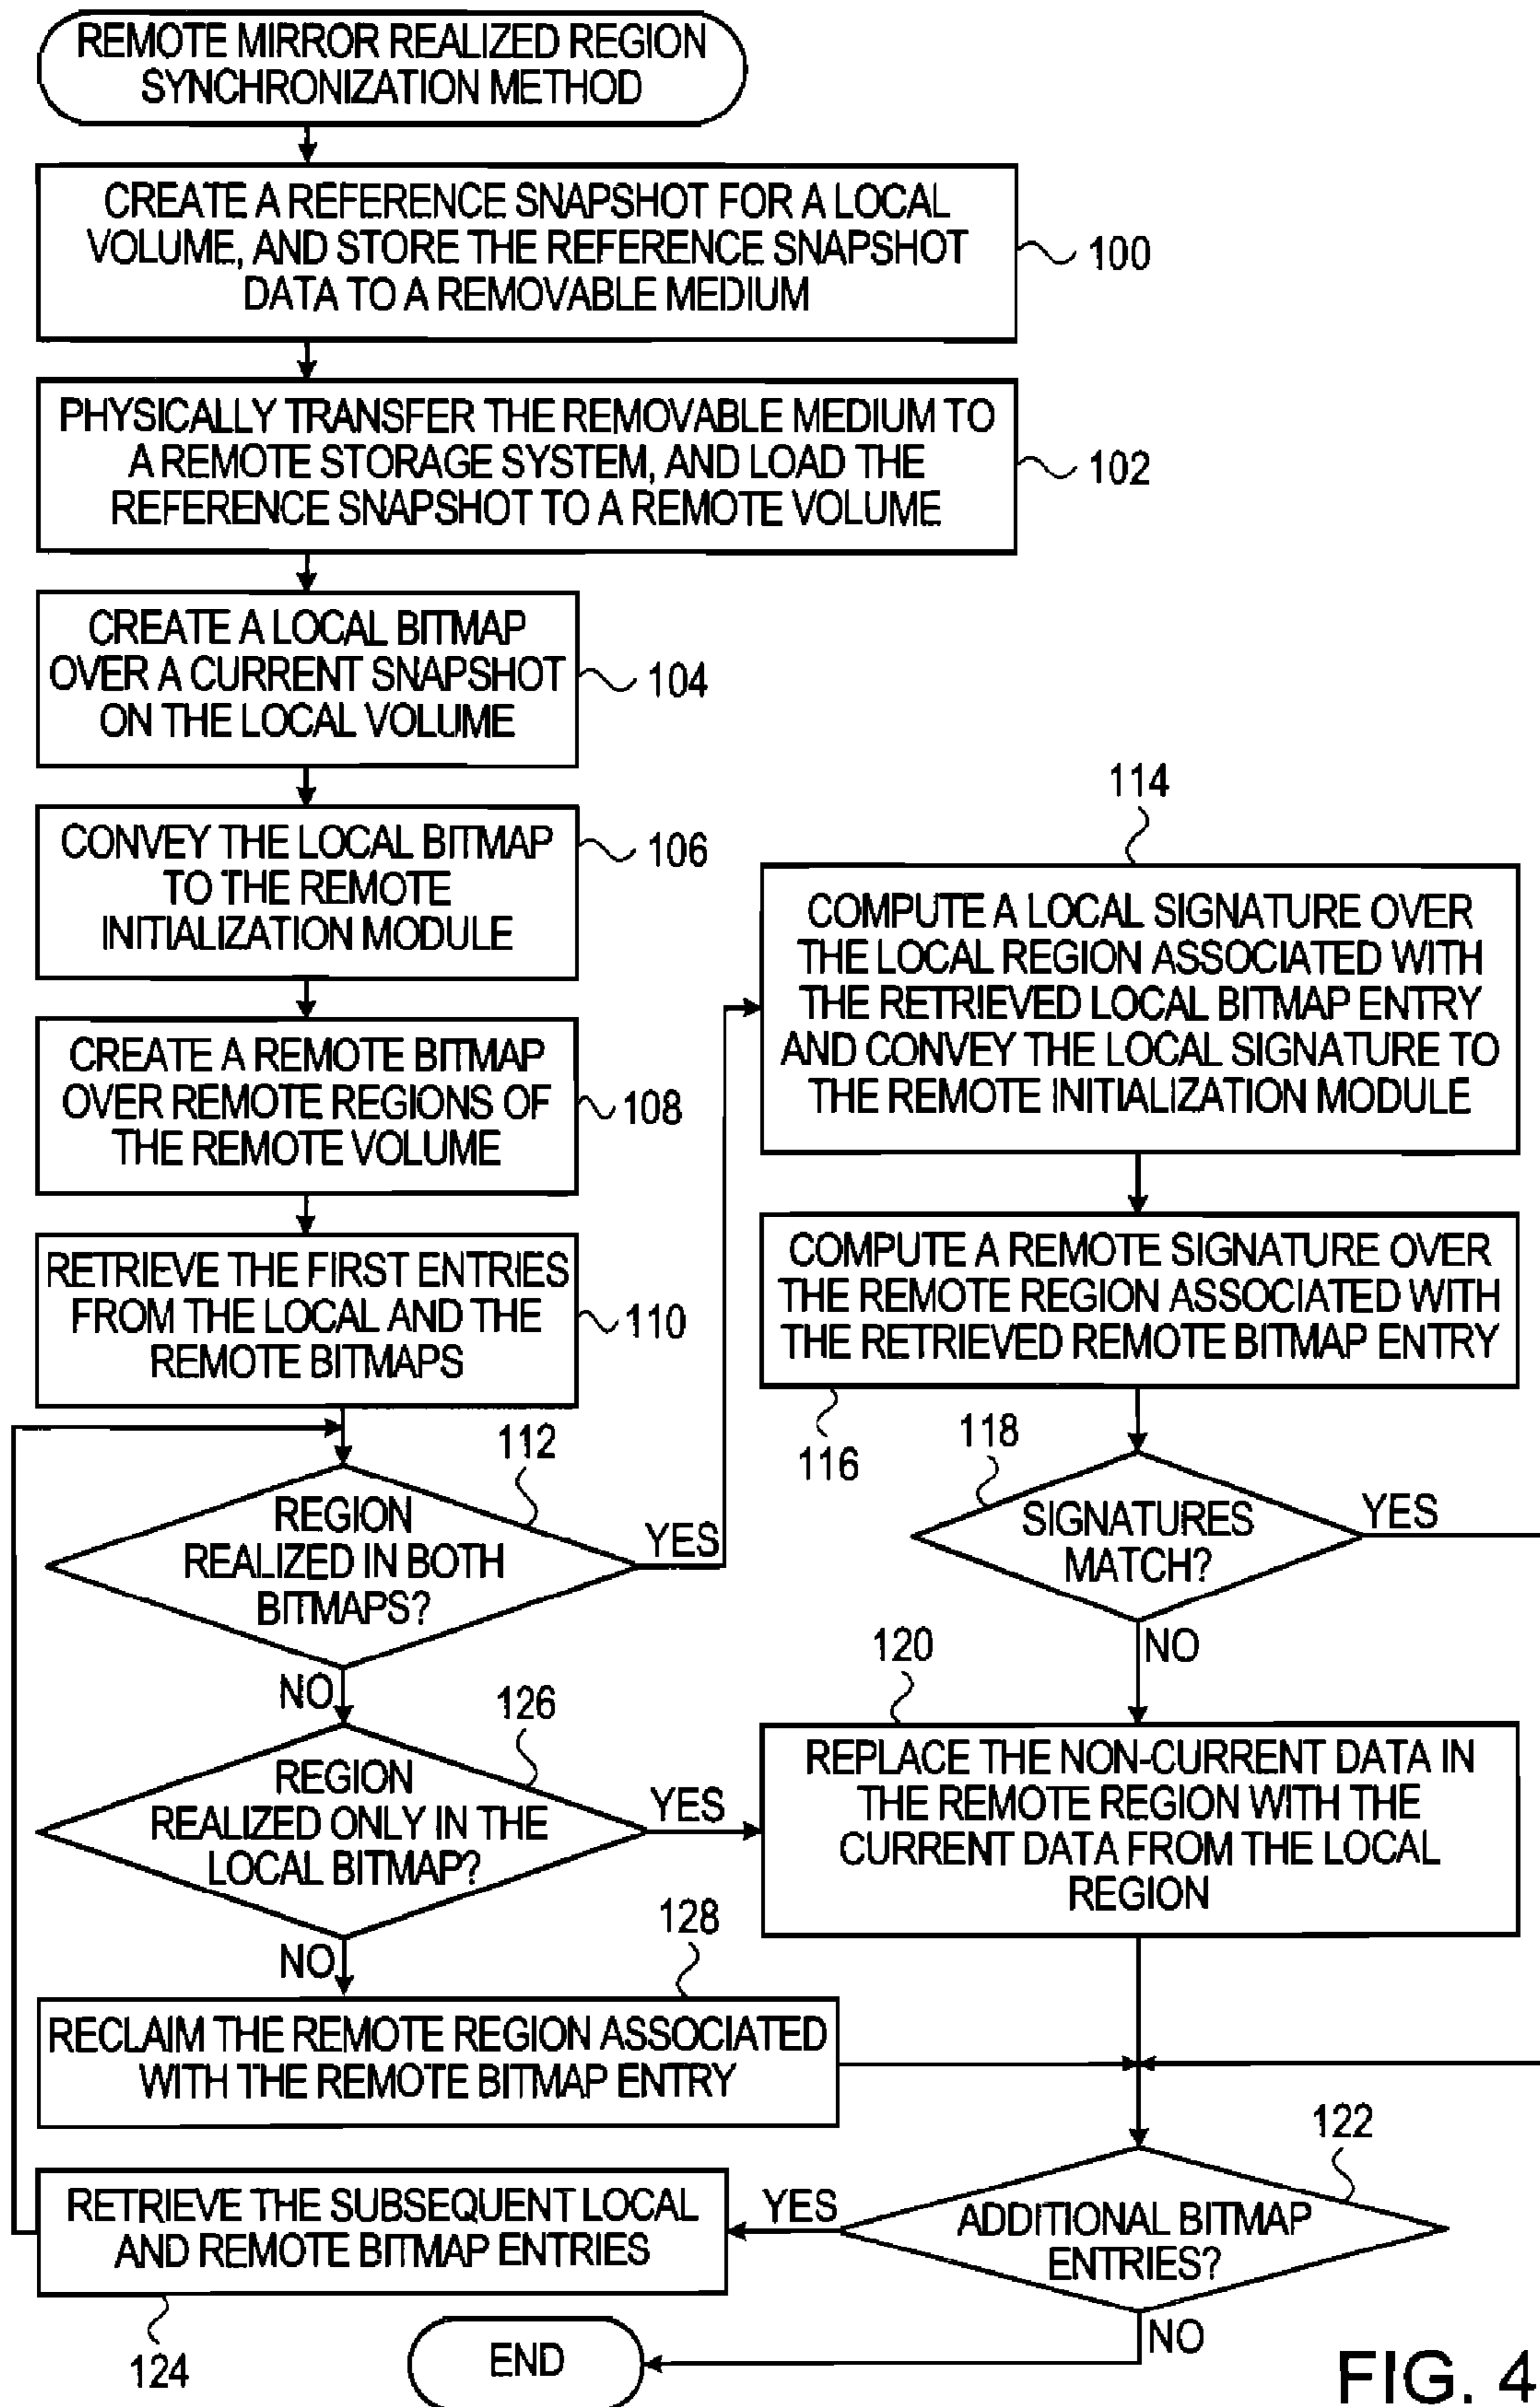 REMOTE MIRROR REALIZED REGION
SYNCHRONIZATION METHOD
CREATE A REFERENCE SNAPSHOT FOR A LOCAL
VOLUME, AND STORE THE REFERENCE SNAPSHOT
DATA TO A REMOVABLE MEDIUM
100
PHYSICALLY TRANSFER THE REMOVABLE MEDIUM TO
A REMOTE STORAGE SYSTEM, AND LOAD THE
REFERENCE SNAPSHOT TO A REMOTE VOLUME
102
CREATE A LOCAL BITMAP
OVER A CURRENT SNAPSHOT
ON THE LOCAL VOLUME
104
CONVEY THE LOCAL BITMAP
TO THE REMOTE
INITIALIZATION MODULE
106
CREATE A REMOTE BITMAP
OVER REMOTE REGIONS OF
THE REMOTE VOLUME
108
RETRIEVE THE FIRST ENTRIES
FROM THE LOCAL AND THE
REMOTE BITMAPS
110
112
REGION
REALIZED IN BOTH
BITMAPS?
YES
NO
114
COMPUTE A LOCAL SIGNATURE OVER
THE LOCAL REGION ASSOCIATED WITH
THE RETRIEVED LOCAL BITMAP ENTRY
AND CONVEY THE LOCAL SIGNATURE TO
THE REMOTE INITIALIZATION MODULE
COMPUTE A REMOTE SIGNATURE OVER
THE REMOTE REGION ASSOCIATED WITH
THE RETRIEVED REMOTE BITMAP ENTRY
116
118
SIGNATURES
MATCH?
YES
NO
120
REPLACE THE NON-CURRENT DATA IN
THE REMOTE REGION WITH THE
CURRENT DATA FROM THE LOCAL
REGION
126
REGION
REALIZED ONLY IN THE
LOCAL BITMAP?
YES
NO
128
RECLAIM THE REMOTE REGION ASSOCIATED
WITH THE REMOTE BITMAP ENTRY
122
ADDITIONAL BITMAP
ENTRIES?
YES
NO
RETRIEVE THE SUBSEQUENT LOCAL
AND REMOTE BITMAP ENTRIES
124
END
FIG. 4